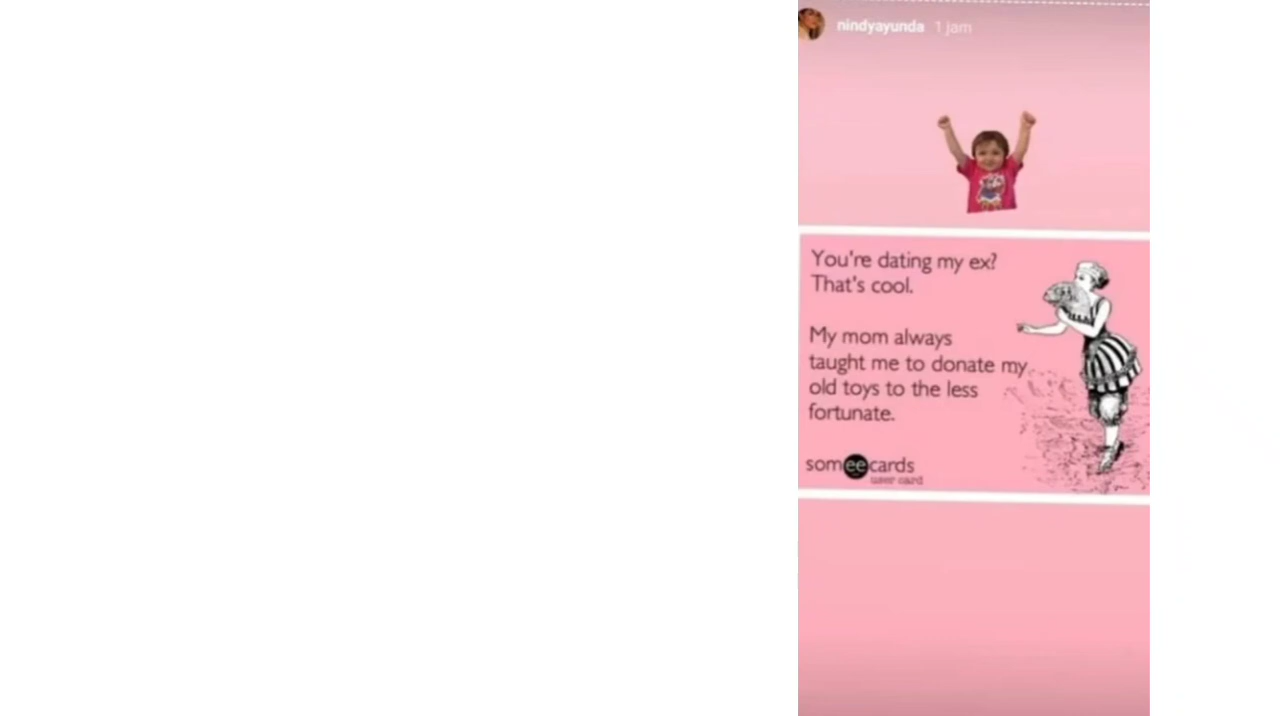 nindyayunda 1 jam
You're dating my ex?
That's cool.
My mom always
taught me to donate my
old toys to the less
fortunate.
someecards
user card